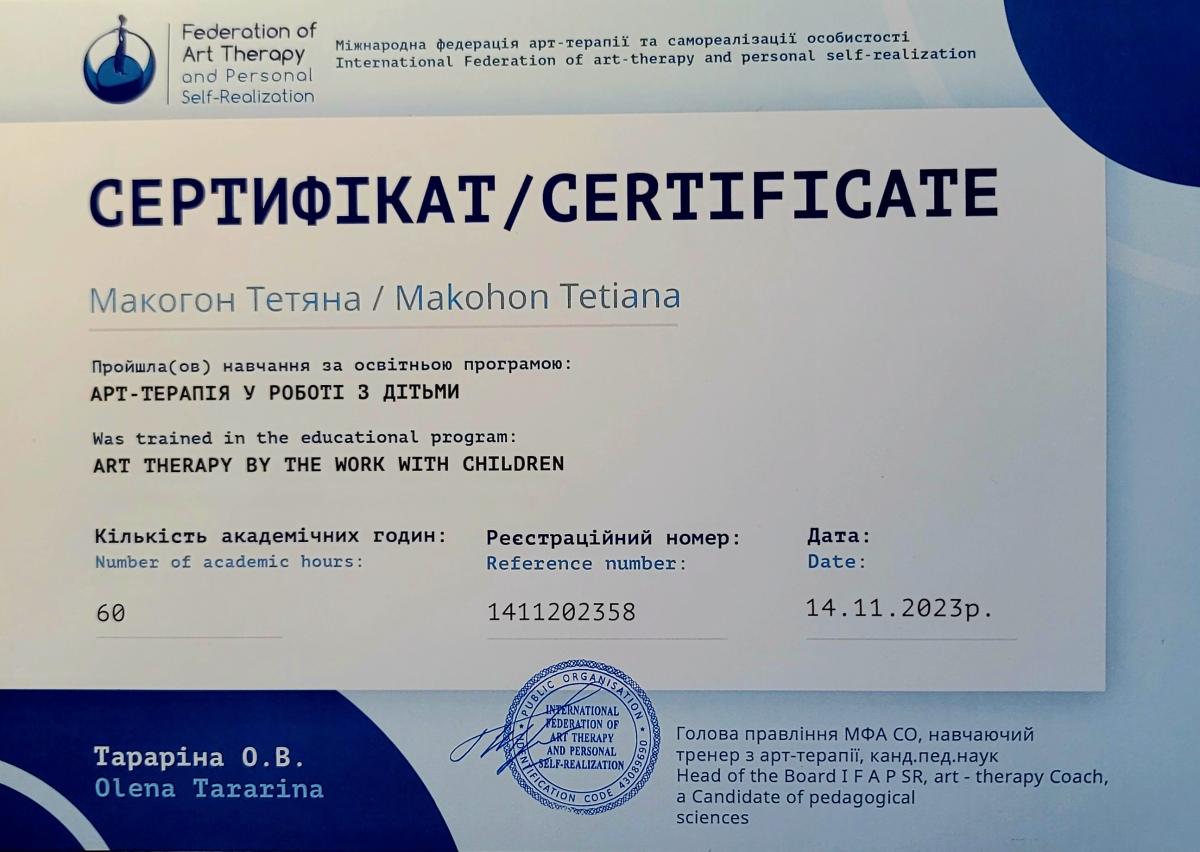 Federation of
Art Therapy
and Personal
Self-Realization
Міжнародна федерація арт-терапії та самореалізації особистості
International Federation of art-therapy and personal self-realization
СЕРТИФІКАТ/CERTIFICATE
Макогон Тетяна / Makohon Tetiana
Пройшла(ов) навчання за освітньою програмою:
АРТ-ТЕРАПІЯ У РОБОТІ З ДІТЬМИ
Was trained in the educational program:
ART THERAPY BY THE WORK WITH CHILDREN
Кількість академічних годин:
Number of academic hours:
60
Реєстраційний номер:
Reference number:
1411202358
Дата:
Date:
14.11.2023р.
Тараріна О.В.
Olena Tararina
PUBLIC ORGANISATION
INTERNATIONAL
FEDERATION OF
ART THERAPY
AND PERSONAL
SELF-REALIZATION
IDENTIFICATION CODE 43089690
Голова правління МФА СО, навчаючий
тренер з арт-терапії, канд.пед.наук
Head of the Board I F A P SR, art - therapy Coach,
a Candidate of pedagogical
sciences